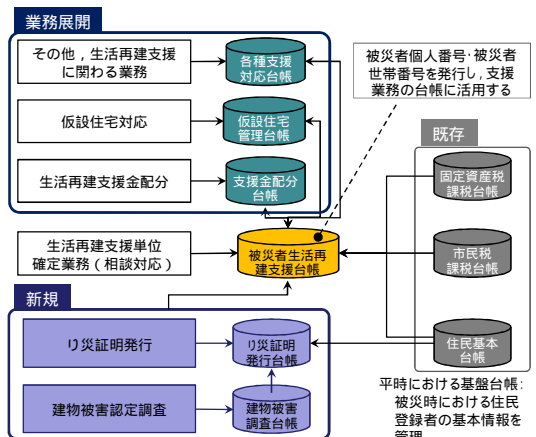 業務展開
その他，生活再建支援
に関わる業務
各種支援
対応台帳
仮設住宅対応
仮設住宅
管理台帳
生活再建支援金配分
支援金配分
台帳
被災者個人番号・被災者
世帯番号を発行し，支援
業務の台帳に活用する
既存
固定資産税
課税台帳
市民税
課税台帳
住民基本
台帳
生活再建支援単位
確定業務（相談対応）
被災者生活再
建支援台帳
新規
り災証明発行
り災証明
発行台帳
建物被害認定調査
建物被害
調査台帳
平時における基盤台帳：
被災時における住民
登録者の基本情報を
管理